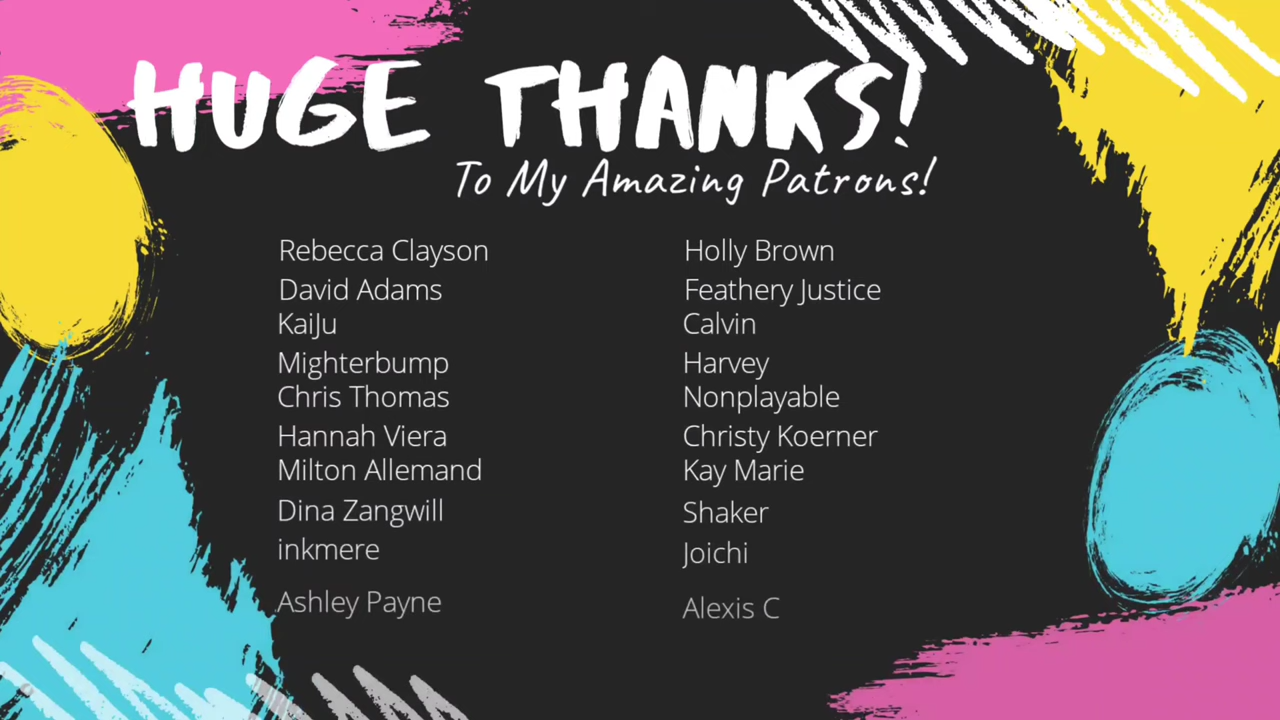 HUGE THANKS!
To My Amazing Patrons!
Rebecca Clayson
David Adams
KaiJu
Mighterbump
Chris Thomas
Hannah Viera
Milton Allemand
Dina Zangwill
inkmere
Ashley Payne
Holly Brown
Feathery Justice
Calvin
Harvey
Nonplayable
Christy Koerner
Kay Marie
Shaker
Joichi
Alexis C